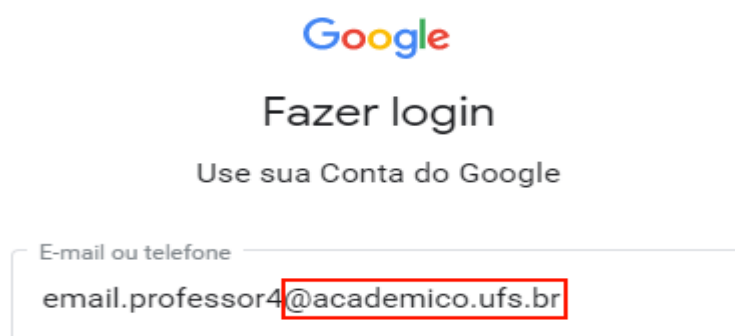 Google
Fazer login
Use sua Conta do Google
E-mail ou telefone
email.professor4@academico.ufs.br